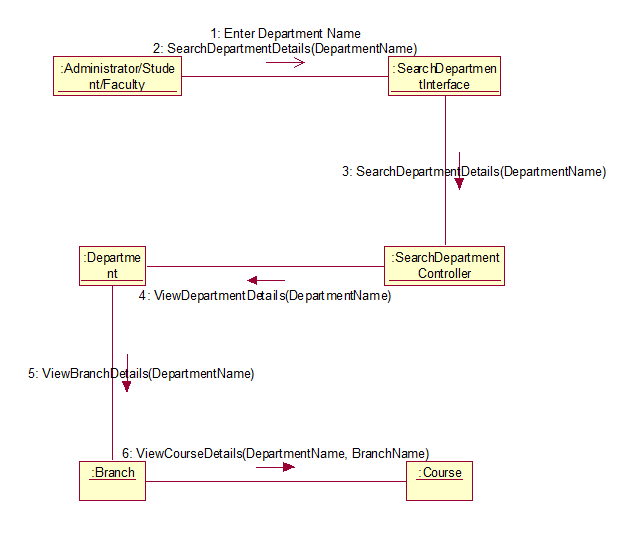 1: Enter Department Name
2: SearchDepartmentDetails(DepartmentName)
:Administrator/Stude
nt/Faculty
:SearchDepartmen
tInterface
3: SearchDepartmentDetails(DepartmentName)
:Departme
nt
:SearchDepartment
Controller
4: ViewDepartmentDetails(DepartmentName)
5: ViewBranchDetails(DepartmentName)
6: ViewCourseDetails(DepartmentName, BranchName)
:Branch
:Course